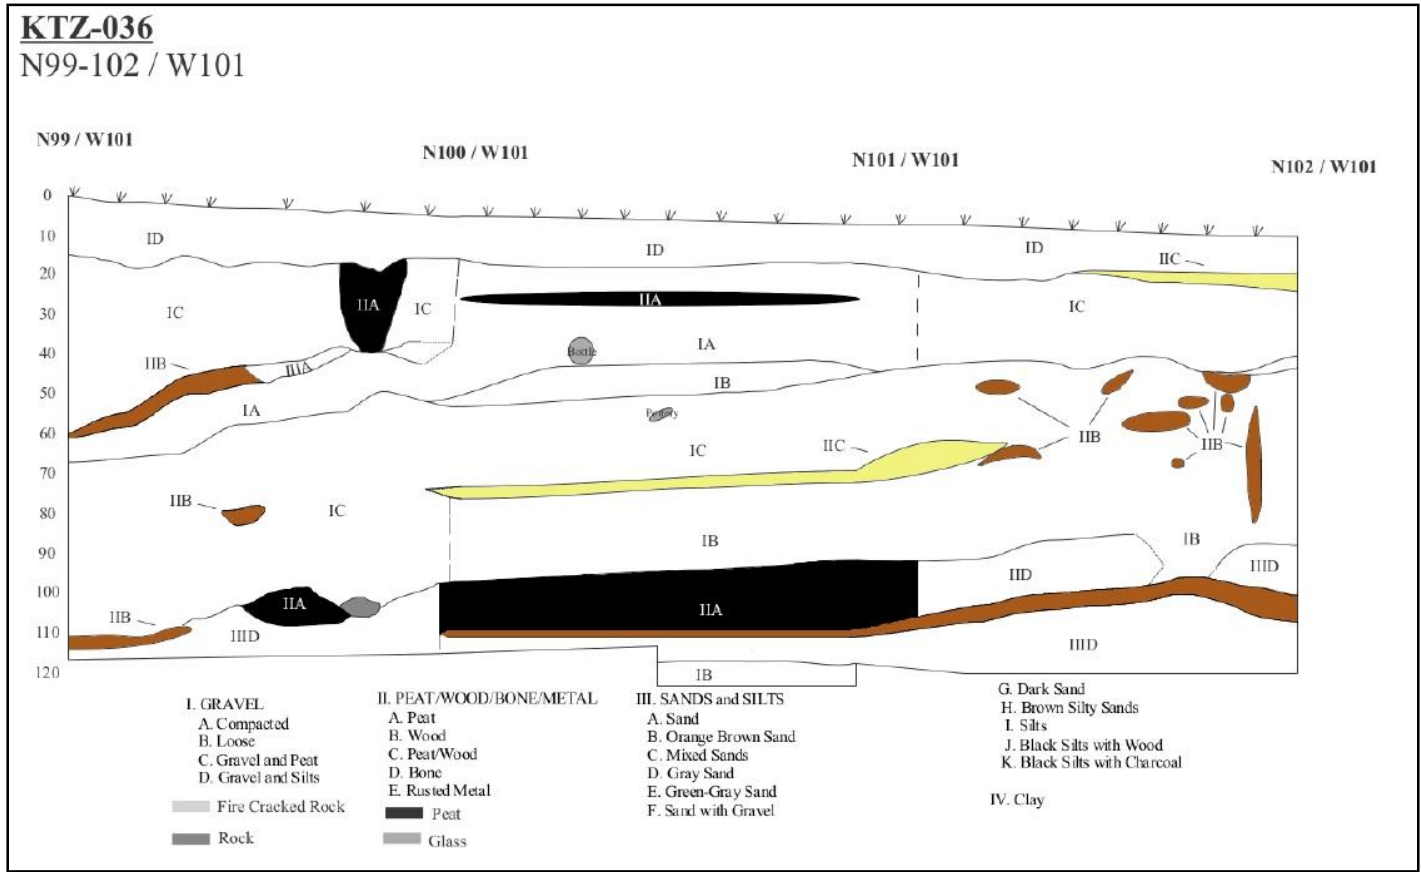 KTZ-036
N99-102 / W101
N99 / W101
N100 / W101
N101 / W101
N102 / W101
0
10
20
30
40
50
60
70
80
90
100
110
120
ID
ID
ID
IIC
IC
IIA
IC
IIA
IC
Bottle
IA
IIB
IIIA
IB
IA
Pottery
IIB
IIB
IC
IIC
IIB
IC
IB
IB
IID
IIID
IIA
IIA
IIB
IIID
IIID
IB
I. GRAVEL
A. Compacted
B. Loose
C. Gravel and Peat
D. Gravel and Silts
Fire Cracked Rock
Rock
II. PEAT/WOOD/BONE/METAL
A. Peat
B. Wood
C. Peat/Wood
D. Bone
E. Rusted Metal
Peat
Glass
III. SANDS and SILTS
A. Sand
B. Orange Brown Sand
C. Mixed Sands
D. Gray Sand
E. Green-Gray Sand
F. Sand with Gravel
G. Dark Sand
H. Brown Silty Sands
I. Silts
J. Black Silts with Wood
K. Black Silts with Charcoal
IV. Clay